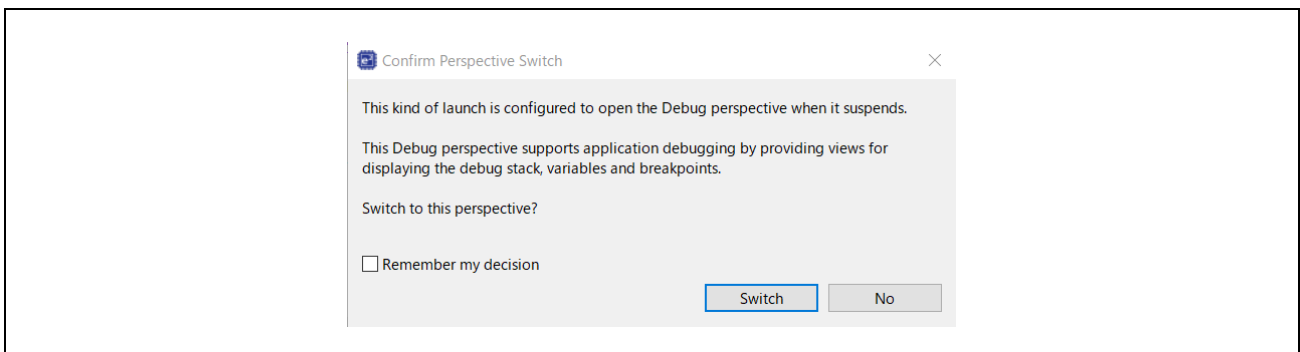 Confirm Perspective Switch
This kind of launch is configured to open the Debug perspective when it suspends.
This Debug perspective supports application debugging by providing views for
displaying the debug stack, variables and breakpoints.
Switch to this perspective?
Remember my decision
Switch No